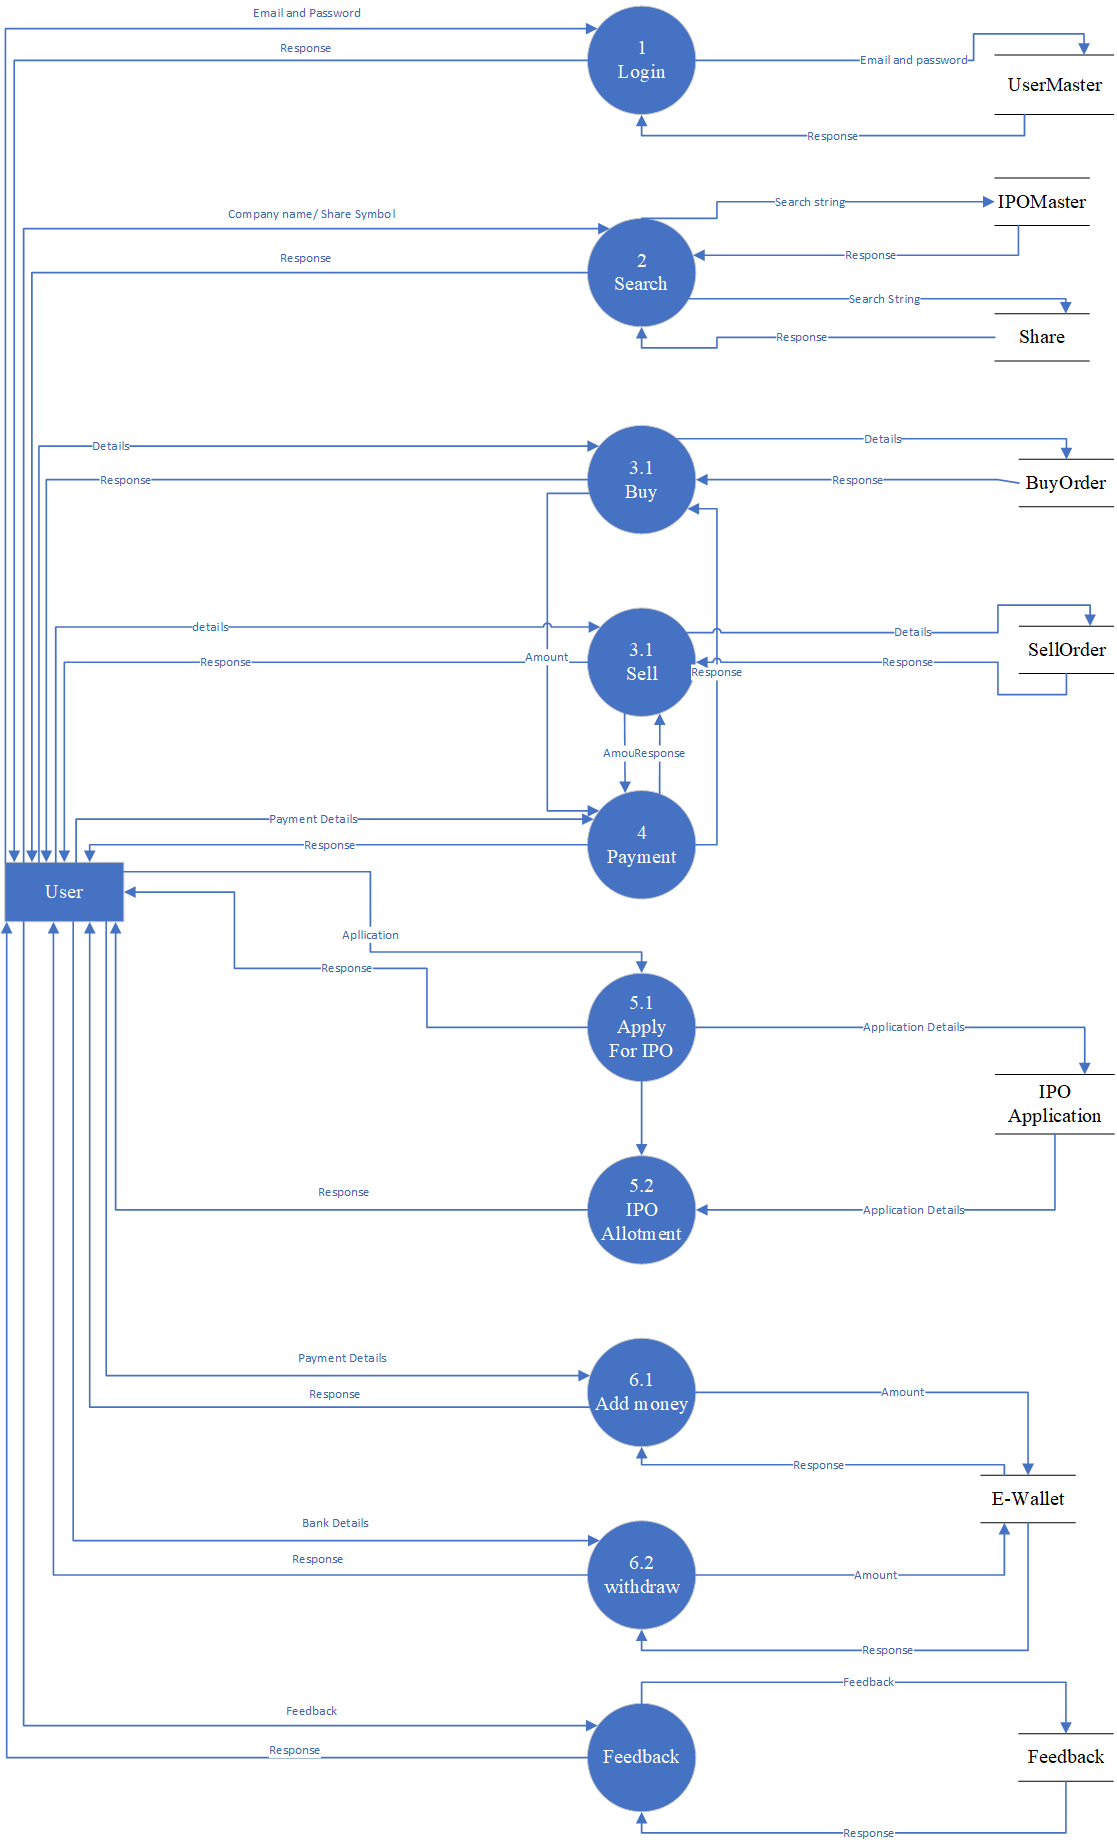 Email and Password
Response
1
Login
Email and password
UserMaster
Response
Company name/ Share Symbol
Response
2
Search
Search string
IPOMaster
Response
Search String
Share
Response
Details
Response
3.1
Buy
Details
Response
BuyOrder
details
Response
Amount
3.1
Sell
Response
Details
Response
SellOrder
Amou
Response
Payment Details
Response
4
Payment
User
Apllication
Response
5.1
Apply
For IPO
Application Details
IPO
Application
Response
5.2
IPO
Allotment
Application Details
Payment Details
Response
6.1
Add money
Amount
Response
E-Wallet
Bank Details
Response
6.2
withdraw
Amount
Response
Feedback
Response
Feedback
Feedback
Feedback
Response